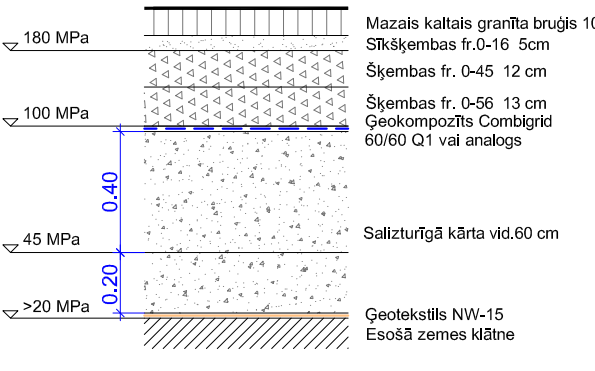 Mazais kaltais granīta bruģis 10
180 MPa
Sīkšķembas fr.0-16 5cm
Šķembas fr. 0-45 12 cm
Šķembas fr. 0-56 13 cm
100 MPa
Ģeokompozīts Combigrid
60/60 Q1 vai analogs
0.40
Salizturīgā kārta vid.60 cm
45 MPa
0.20
>20 MPa
Ģeotekstils NW-15
Esošā zemes klātne